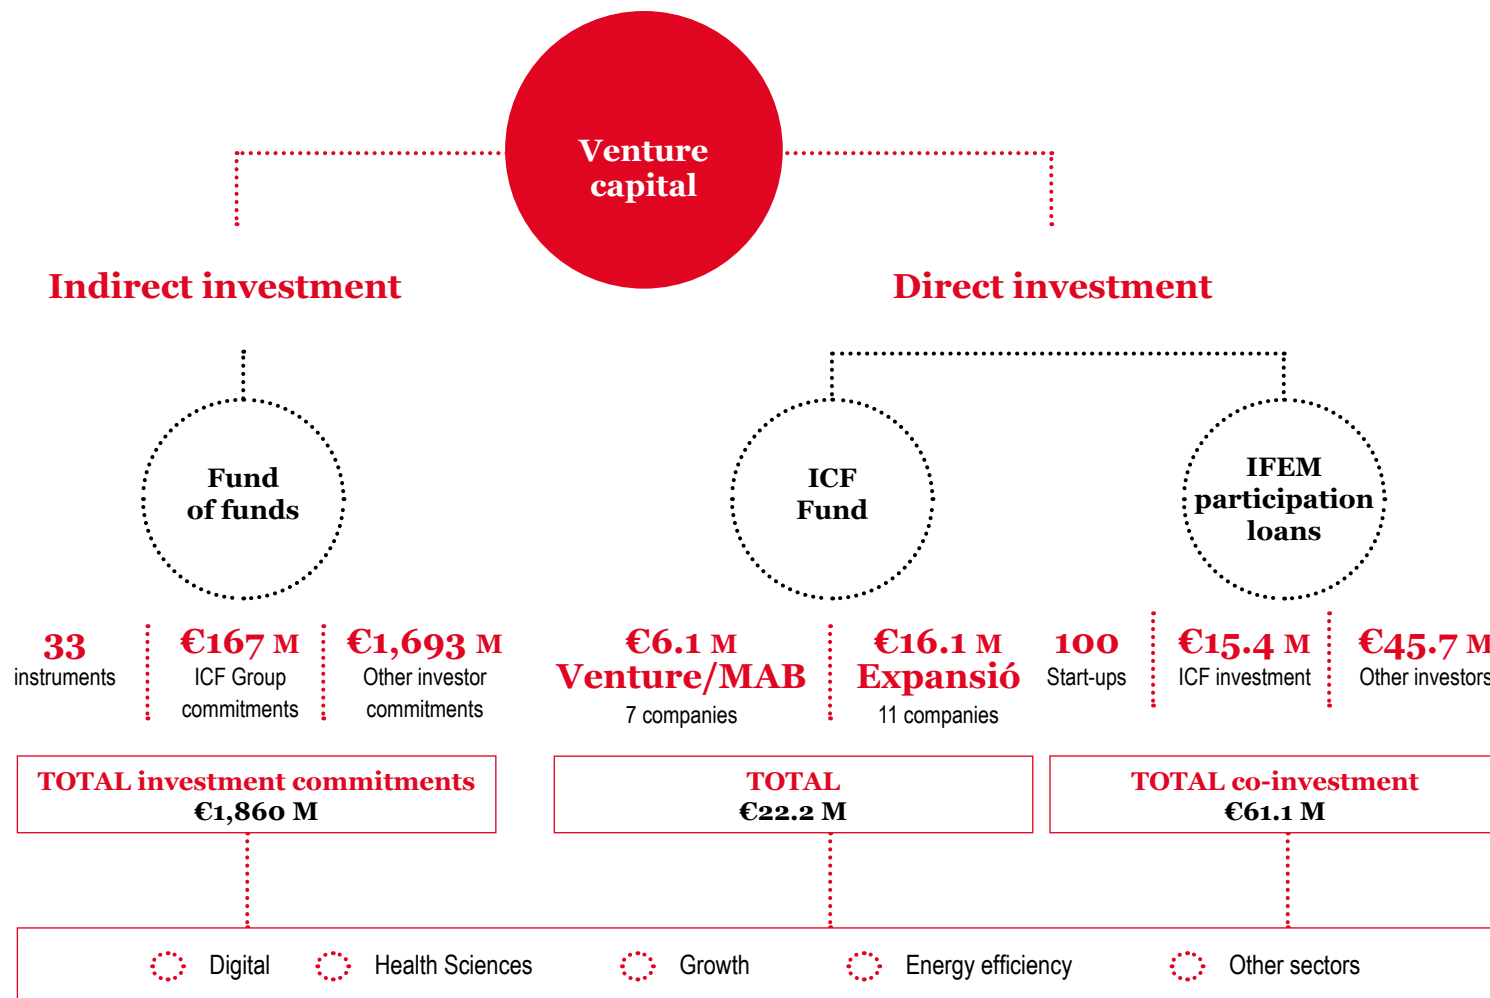 Venture
capital
Indirect investment
Direct investment
Fund
of funds
ICF
Fund
IFEM
participation
loans
33
instruments
€167 M
ICF Group
commitments
€1,693 M
Other investor
commitments
€6.1 M
Venture/MAB
7 companies
€16.1 M
Expansió
11 companies
100
Start-ups
€15.4 M
ICF investment
€45.7 M
Other investors
TOTAL investment commitments
€1,860 M
TOTAL
€22.2 M
TOTAL co-investment
€61.1 M
Digital
Health Sciences
Growth
Energy efficiency
Other sectors